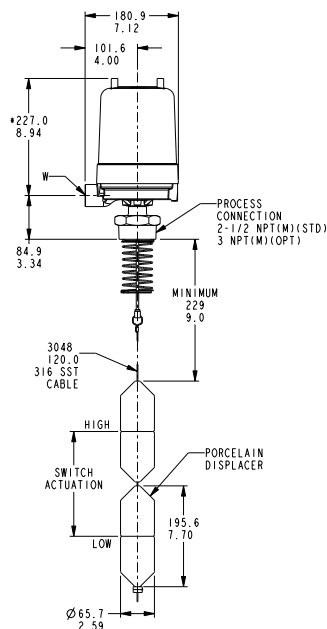 180.9
7.12
101.6
4.00
*227.0
8.94
W
PROCESS
CONNECTION
2-1/2 NPT(M)(STD)
3 NPT(M)(OPT)
84.9
3.34
MINIMUM
229
9.0
3048
120.0
316 SST
CABLE
HIGH
PORCELAIN
DISPLACER
SWITCH
ACTUATION
195.6
7.70
LOW
Ø65.7
2.59